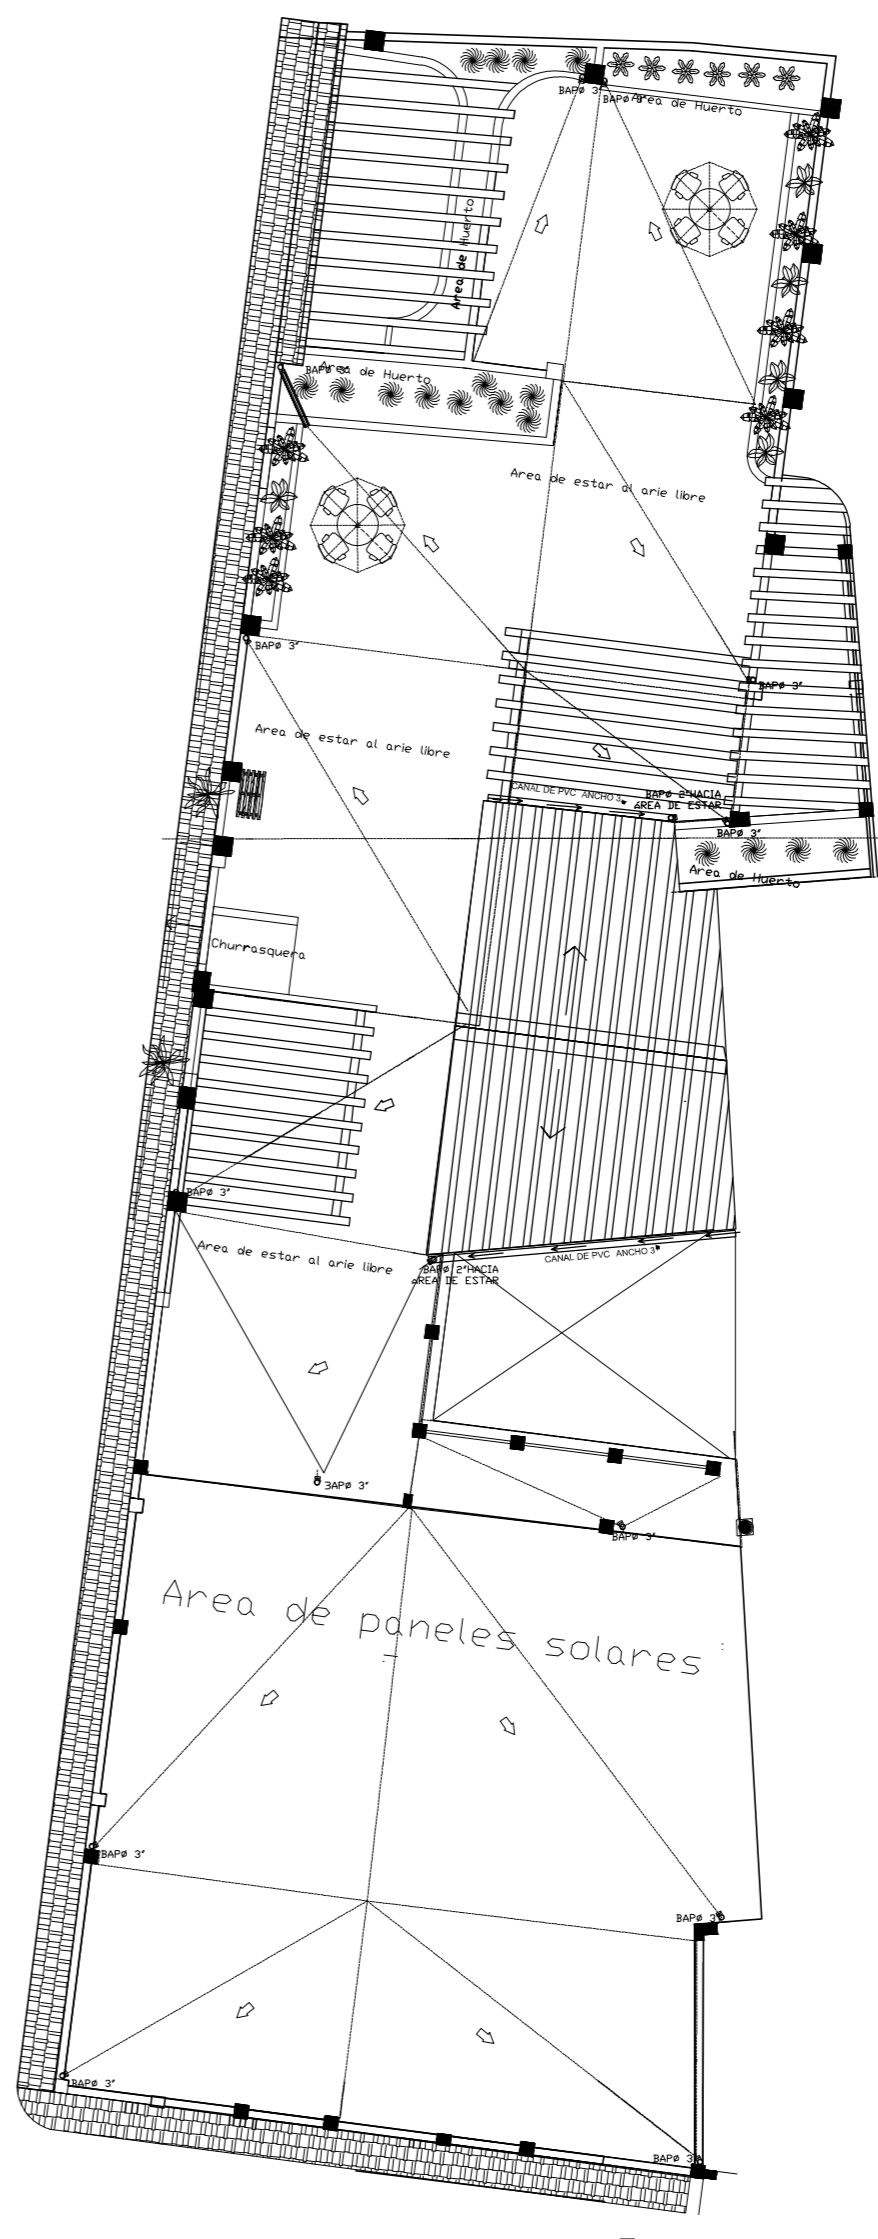 BAPØ 3"
BAPØ 3"
Area de Huerto
Area de Huerto
Area de Huerto
BAPØ 3"
Area de estar al arie libre
BAPØ 3"
BAPØ 3"
Area de estar al arie libre
CANAL DE PVC ANCHO 3"
BAPØ 2"HACIA
AREA DE ESTAR
BAPØ 3"
Area de Huerto
Churrasquera
BAPØ 3"
Area de estar al arie libre
CANAL DE PVC ANCHO 3"
BAPØ 2"HACIA
AREA DE ESTAR
BAPØ 3"
BAPØ 3"
Area de paneles solares
BAPØ 3"
BAPØ 3"
BAPØ 3"
BAPØ 3"